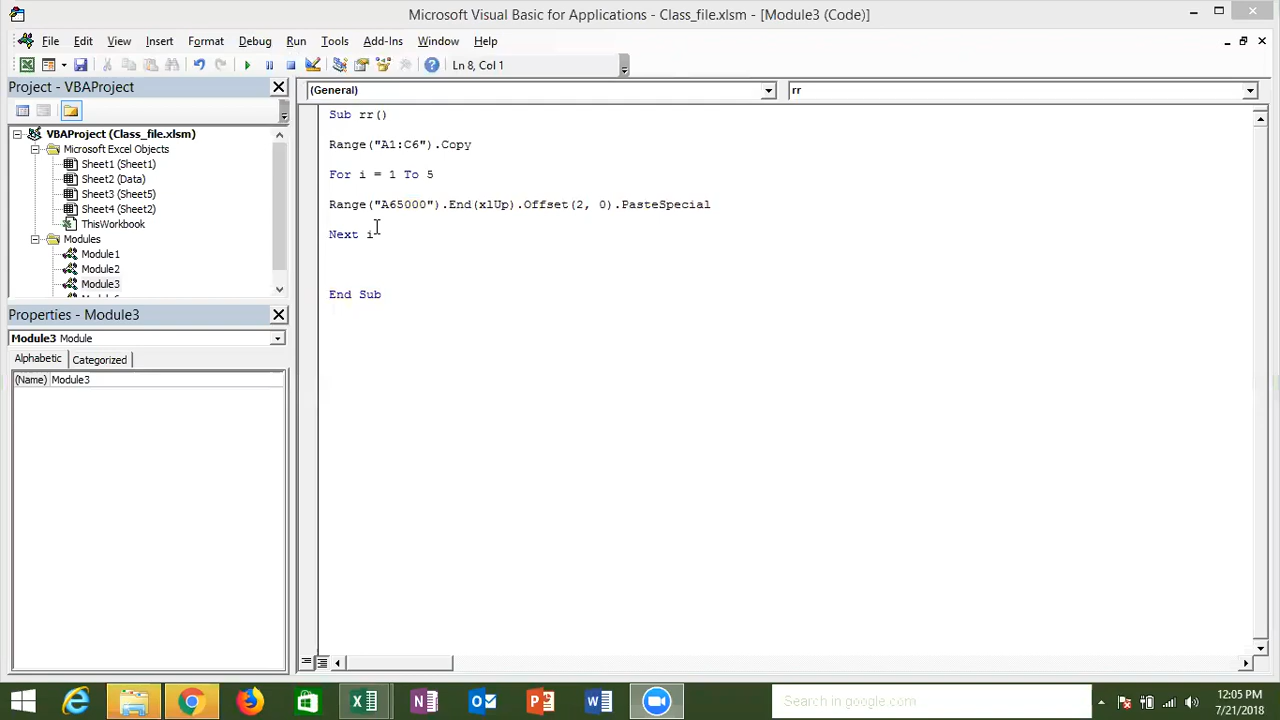 Microsoft Visual Basic for Applications - Class_file.xlsm - [Module3 (Code)]
File Edit View Insert Format Debug Run Tools Add-Ins Window Help
Ln 8, Col 1
Project - VBAProject
(General)
rr
VBAProject (Class_file.xlsm)
Microsoft Excel Objects
Sheet1 (Sheet1)
Sheet2 (Data)
Sheet3 (Sheet5)
Sheet4 (Sheet2)
ThisWorkbook
Modules
Module1
Module2
Module3
Sub rr()
Range("A1:C6").Copy
For i = 1 To 5
Range("A65000").End(xlUp).Offset(2, 0).PasteSpecial
Next i
End Sub
Properties - Module3
Module3 Module
Alphabetic Categorized
(Name) Module3
Search in google.com
12:05 PM
7/21/2018